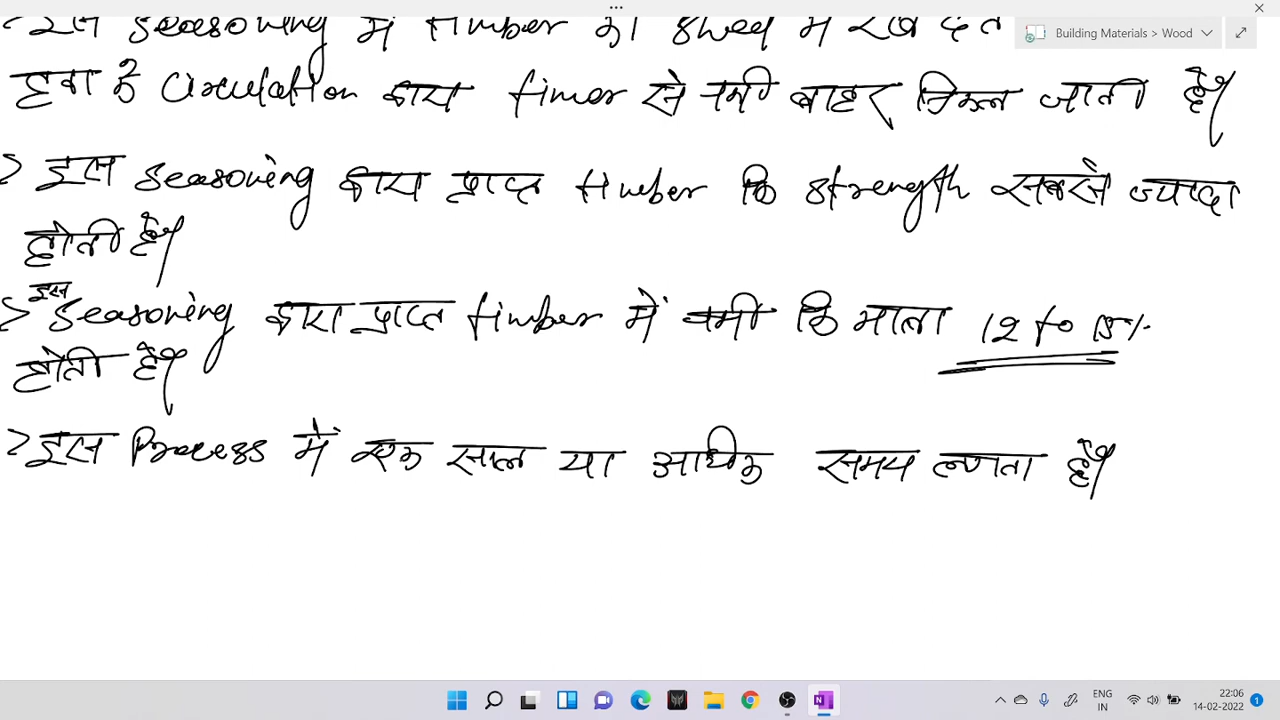 ...
> इस Seasoning में timber को Shed में रख देते
Building Materials > Wood
हवा के Circulation द्वारा timer से नमी बाहर निकल जाती है।
> इस Seasoning द्वारा प्राप्त timber कि strength सबसे ज्यादा
होती है।
> इस Seasoning द्वारा प्राप्त timber में नमी कि मात्रा 12 to 15%
होती है।
> इस Process में एक साल या अधिक समय लगता है।
ENG
IN
22:06
14-02-2022
1